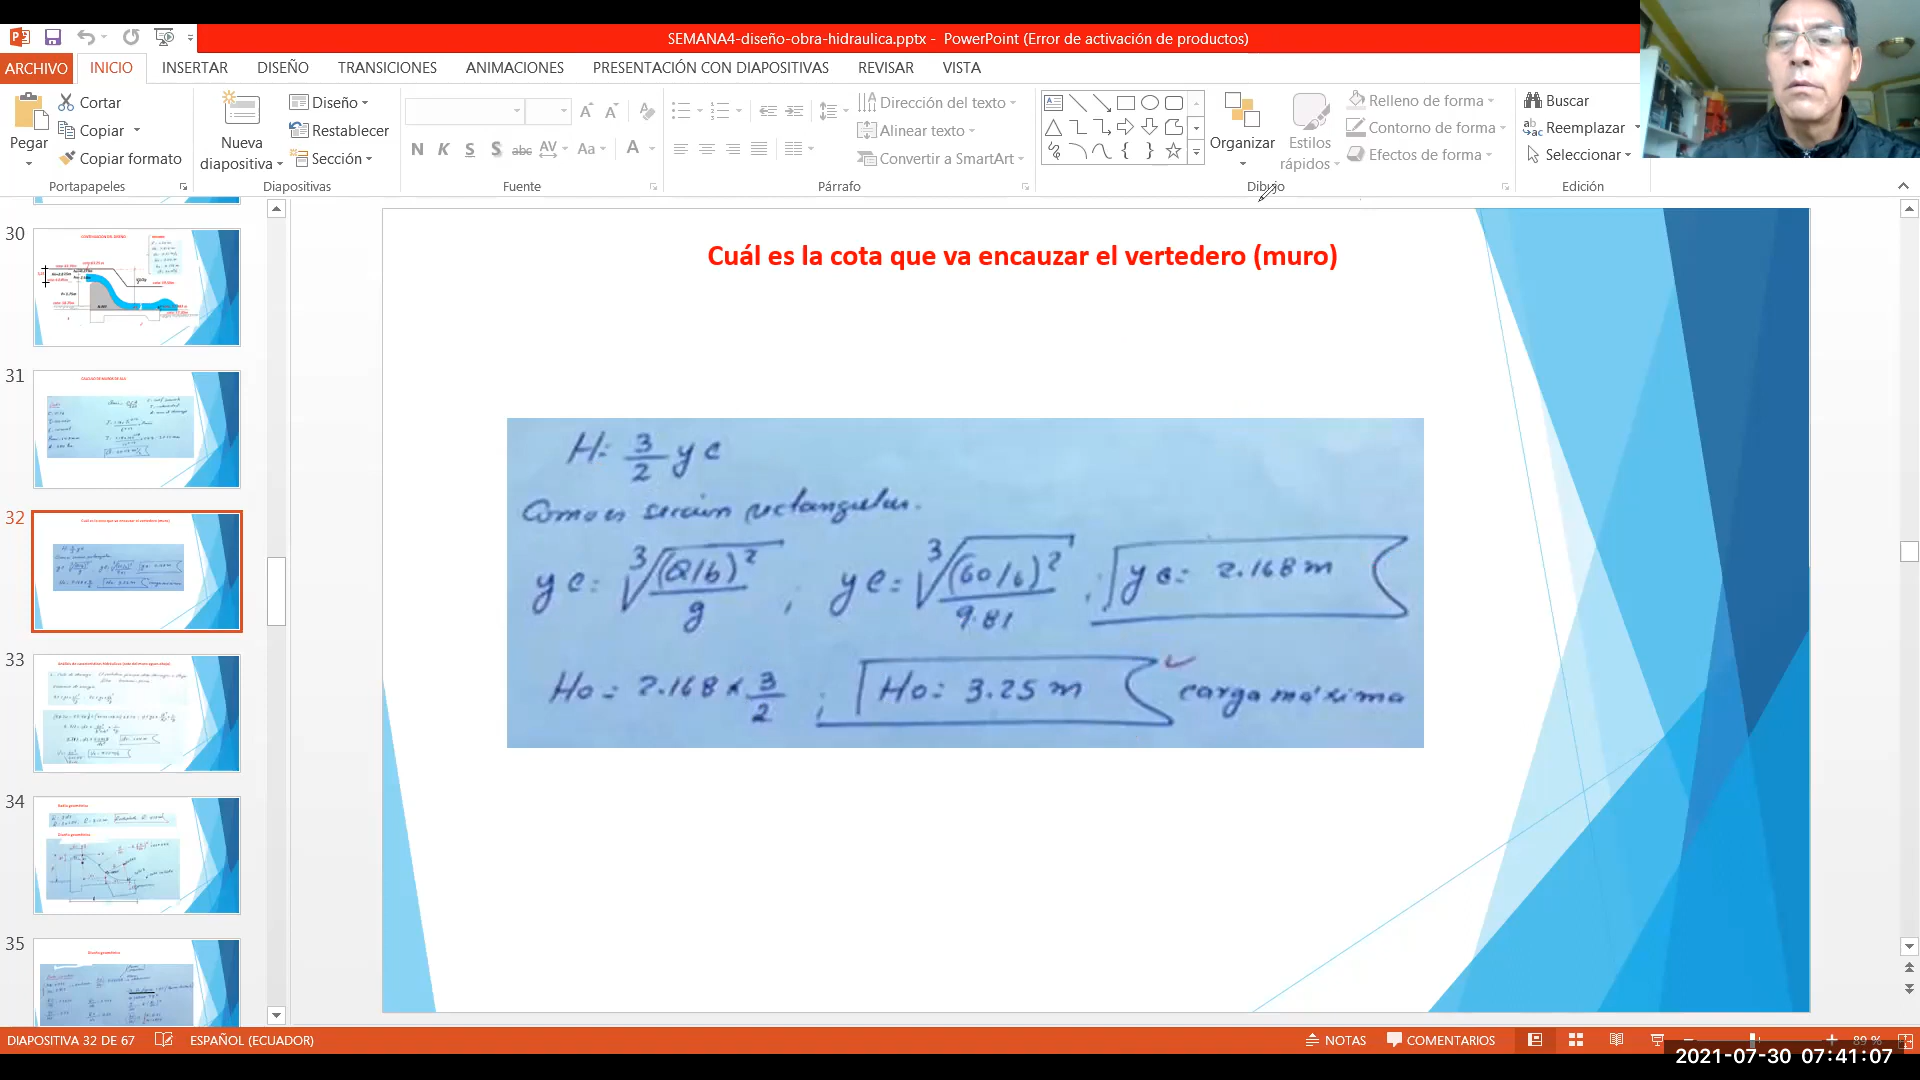 SEMANA4-diseño-obra-hidraulica.pptx - PowerPoint (Error de activación de productos)
ARCHIVO INICIO INSERTAR DISEÑO TRANSICIONES ANIMACIONES PRESENTACIÓN CON DIAPOSITIVAS REVISAR VISTA
Pegar
Cortar
Copiar
Copiar formato
Portapapeles
Nueva diapositiva
Diseño
Restablecer
Sección
Diapositivas
N K S S abc AV Aa A
Fuente
Dirección del texto
Alinear texto
Convertir a SmartArt
Párrafo
Organizar
Estilos rápidos
Relleno de forma
Contorno de forma
Efectos de forma
Dibujo
Buscar
Reemplazar
Seleccionar
Edición
30
31
32
33
34
35
Cuál es la cota que va encauzar el vertedero (muro)
H= 3/2 yc
Como es sección rectangular.
yc= ∛((Q/b)²/g) ; yc= ∛((60/6)²/9.81) ; yc= 2.168 m
Ho = 2.168 * 3/2 ; Ho= 3.25 m carga máxima
DIAPOSITIVA 32 DE 67 ESPAÑOL (ECUADOR) NOTAS COMENTARIOS 89 %
2021-07-30 07:41:07